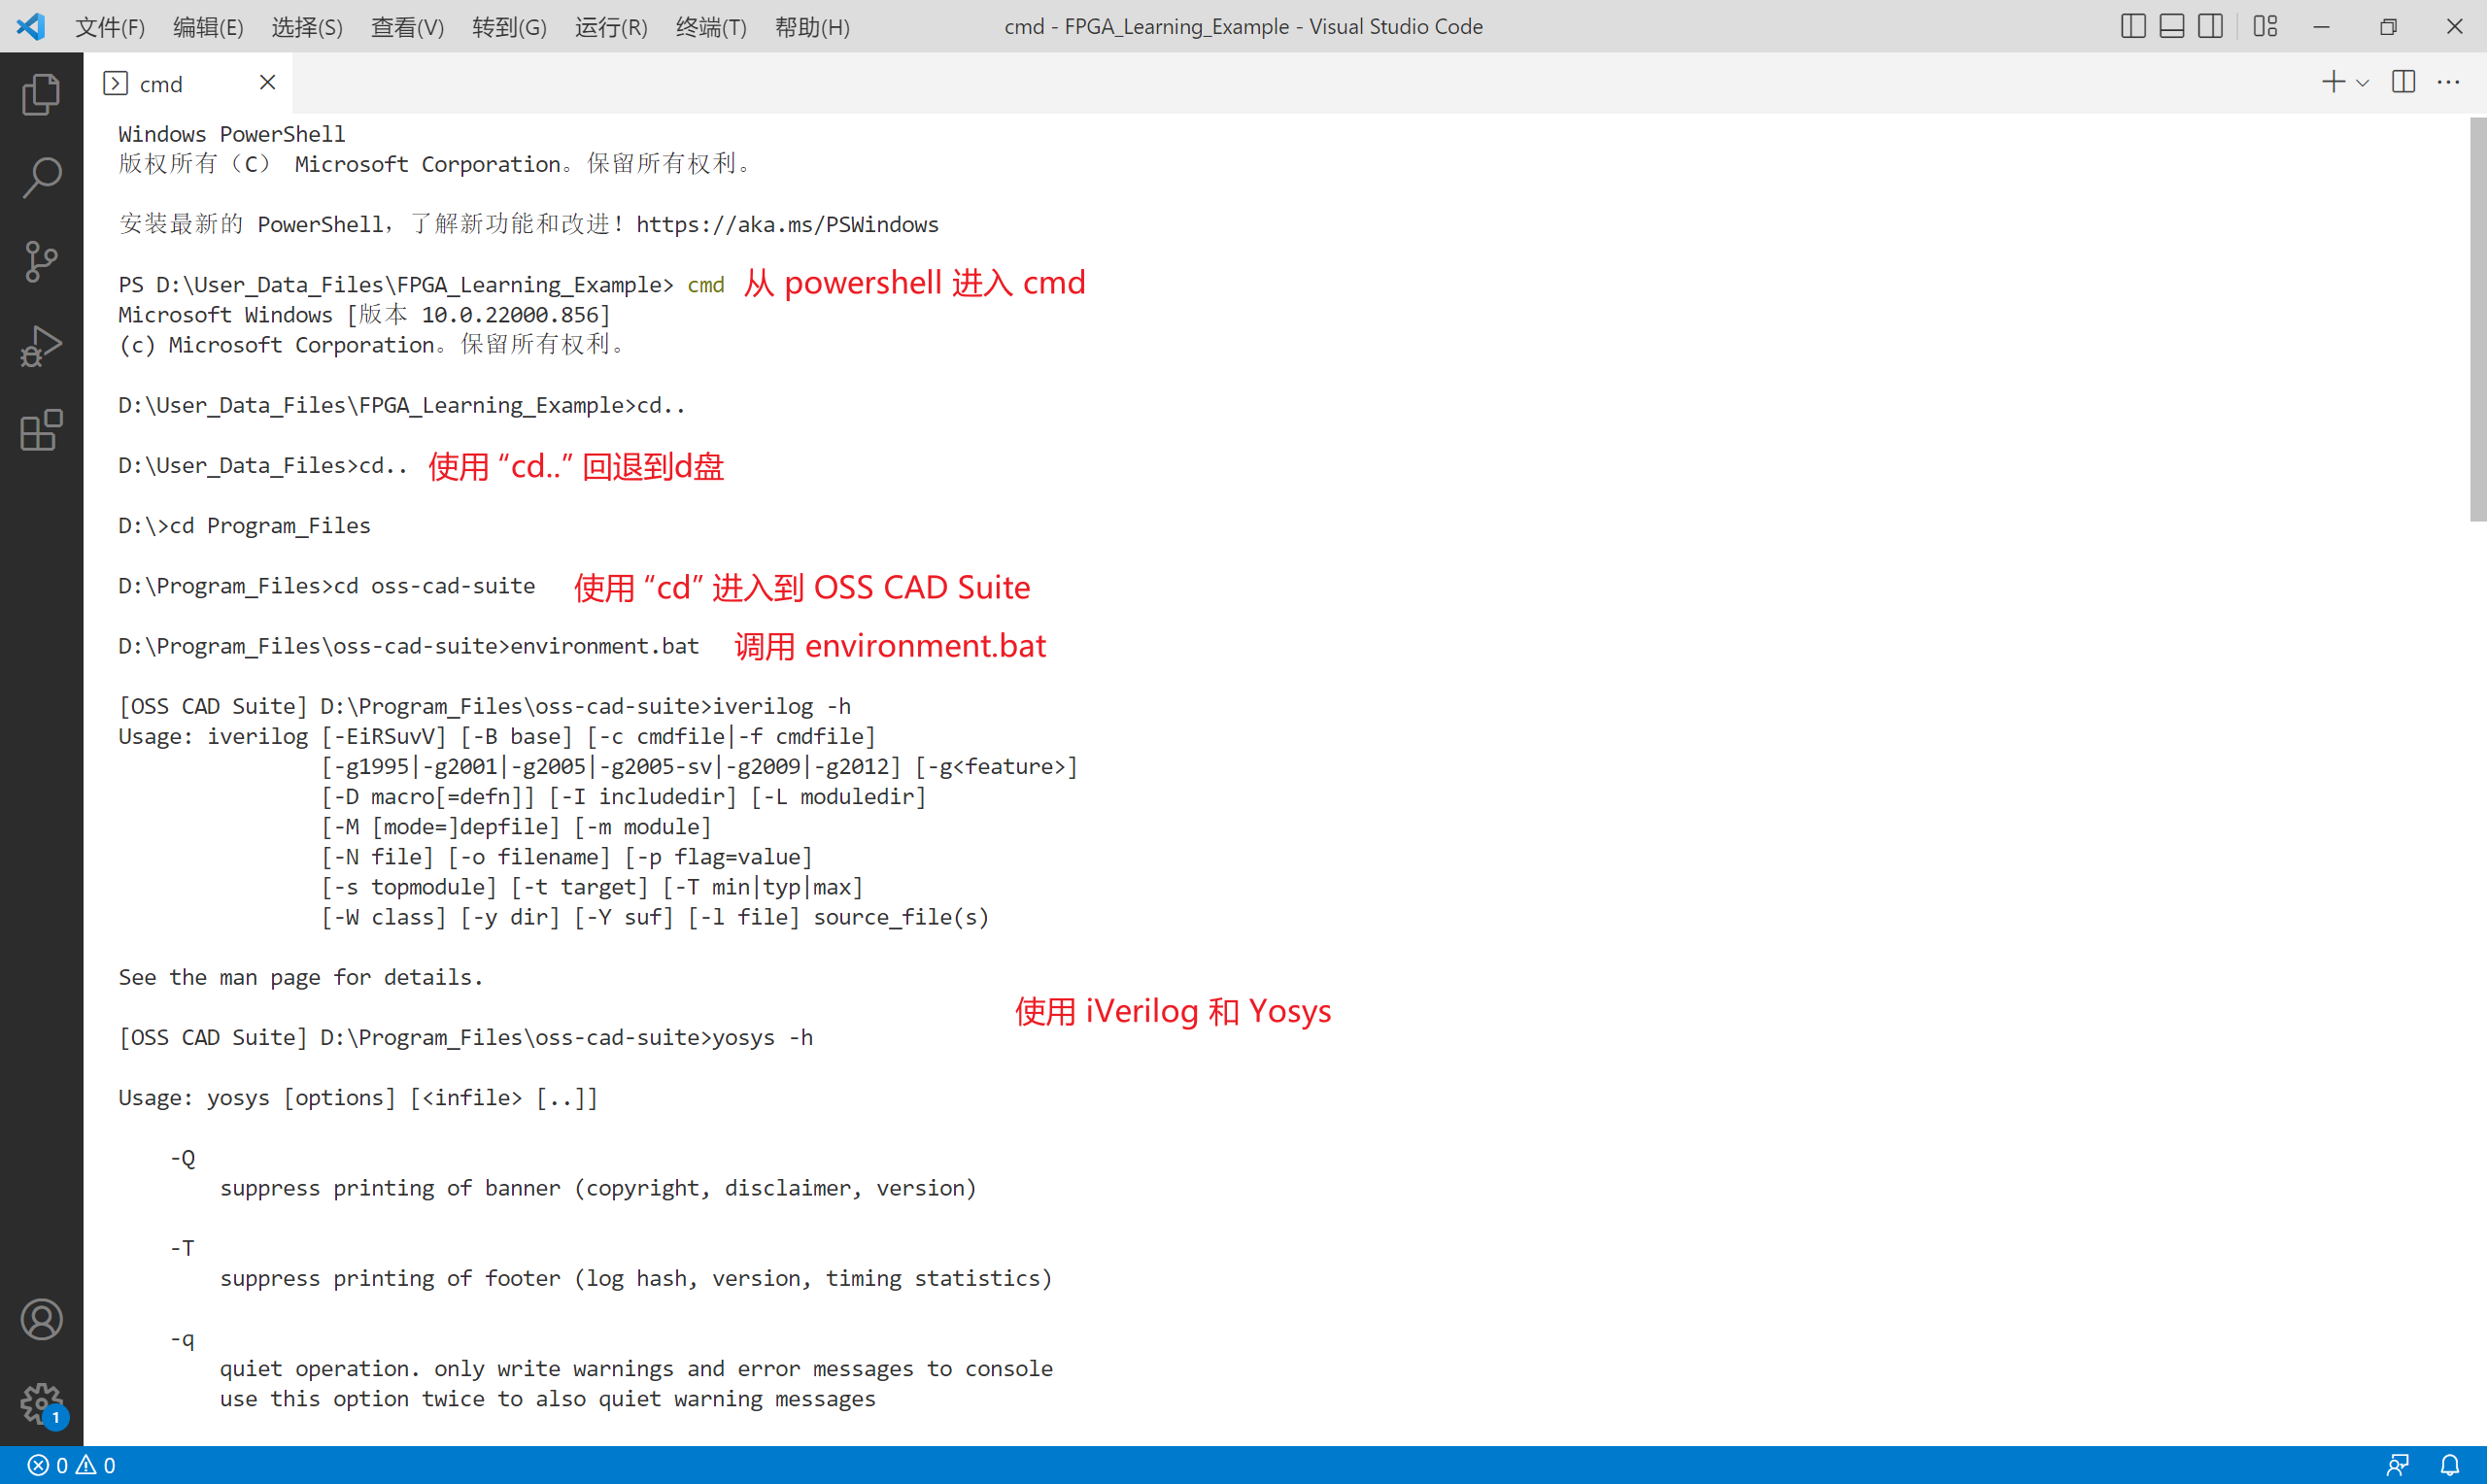 文件(F) 编辑(E) 选择(S) 查看(V) 转到(G) 运行(R) 终端(T) 帮助(H) cmd - FPGA_Learning_Example - Visual Studio Code
cmd
Windows PowerShell
版权所有（C） Microsoft Corporation。保留所有权利。
安装最新的 PowerShell，了解新功能和改进！https://aka.ms/PSWindows
PS D:\User_Data_Files\FPGA_Learning_Example> cmd 从 powershell 进入 cmd
Microsoft Windows [版本 10.0.22000.856]
(c) Microsoft Corporation。保留所有权利。
D:\User_Data_Files\FPGA_Learning_Example>cd..
D:\User_Data_Files>cd.. 使用 “cd..” 回退到d盘
D:\>cd Program_Files
D:\Program_Files>cd oss-cad-suite 使用 “cd” 进入到 OSS CAD Suite
D:\Program_Files\oss-cad-suite>environment.bat 调用 environment.bat
[OSS CAD Suite] D:\Program_Files\oss-cad-suite>iverilog -h
Usage: iverilog [-EiRSuvV] [-B base] [-c cmdfile|-f cmdfile]
[-g1995|-g2001|-g2005|-g2005-sv|-g2009|-g2012] [-g<feature>]
[-D macro[=defn]] [-I includedir] [-L moduledir]
[-M [mode=]depfile] [-m module]
[-N file] [-o filename] [-p flag=value]
[-s topmodule] [-t target] [-T min|typ|max]
[-W class] [-y dir] [-Y suf] [-l file] source_file(s)
See the man page for details.
使用 iVerilog 和 Yosys
[OSS CAD Suite] D:\Program_Files\oss-cad-suite>yosys -h
Usage: yosys [options] [<infile> [..]]
-Q
suppress printing of banner (copyright, disclaimer, version)
-T
suppress printing of footer (log hash, version, timing statistics)
-q
quiet operation. only write warnings and error messages to console
use this option twice to also quiet warning messages
1
0 0